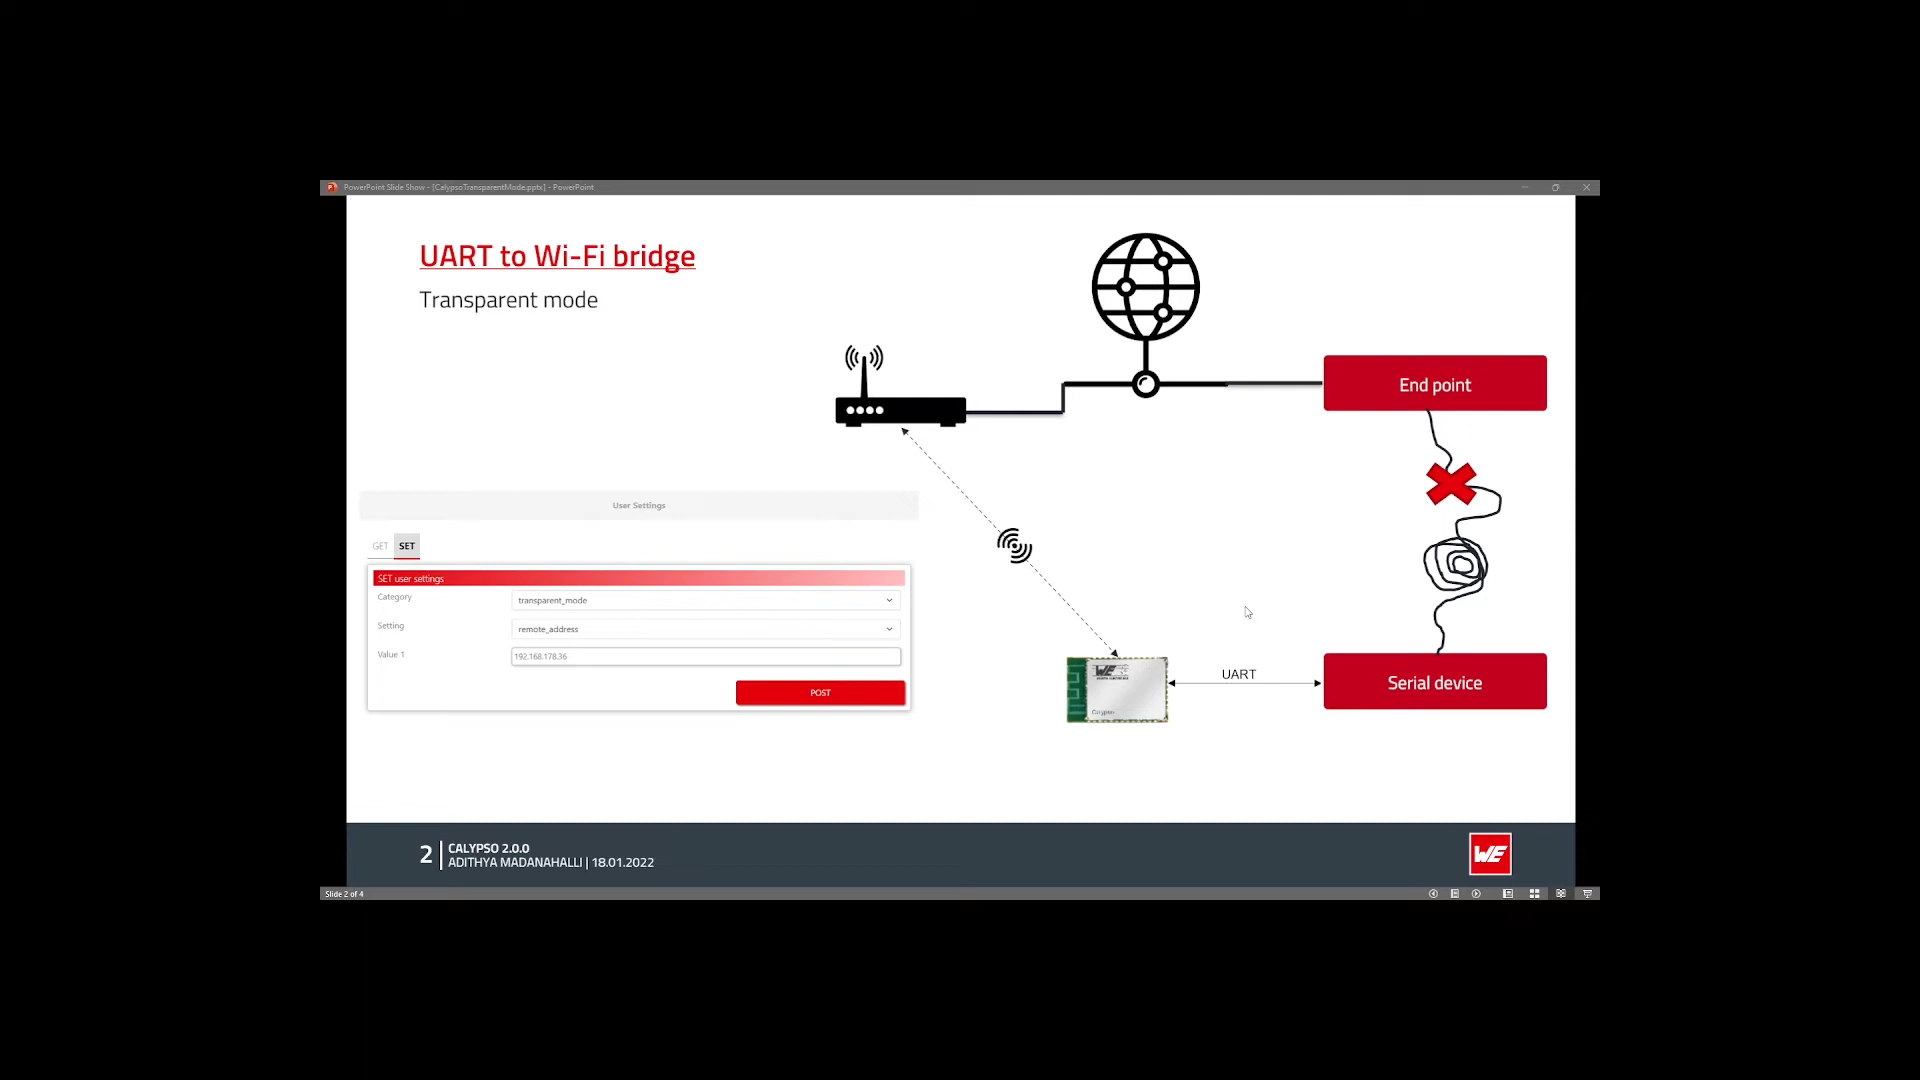 PowerPoint Slide Show - [CalypsoTransparentMode.pptx] - PowerPoint
UART to Wi-Fi bridge
Transparent mode
End point
User Settings
GET SET
SET user settings
Category transparent_mode
Setting remote_address
Value 1 192.168.178.36
POST
WE
Calypso
UART
Serial device
2
CALYPSO 2.0.0
ADITHYA MADANAHALLI | 18.01.2022
WE
Slide 2 of 4